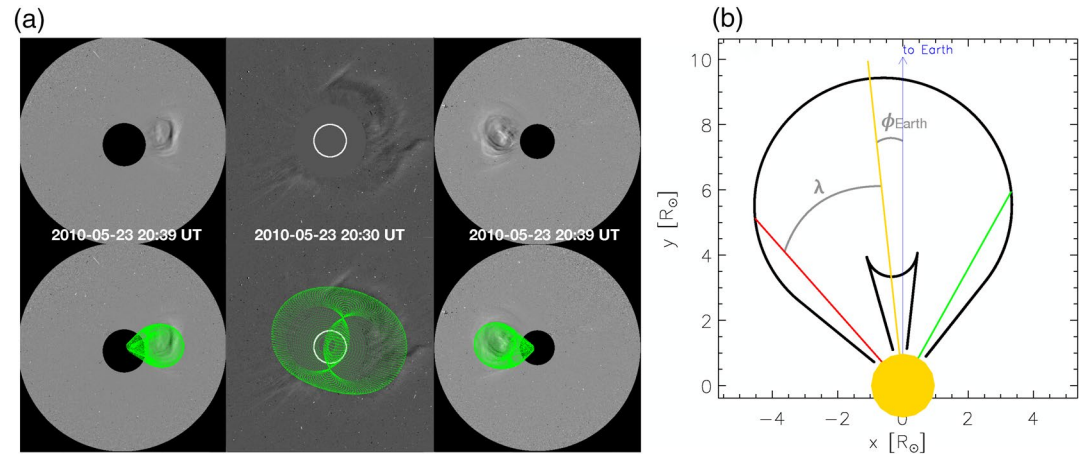 (a)
2010-05-23 20:39 UT
2010-05-23 20:30 UT
2010-05-23 20:39 UT
(b)
to Earth
ϕEarth
λ
y [R☉]
10
8
6
4
2
0
−4
−2
0
2
4
x [R☉]